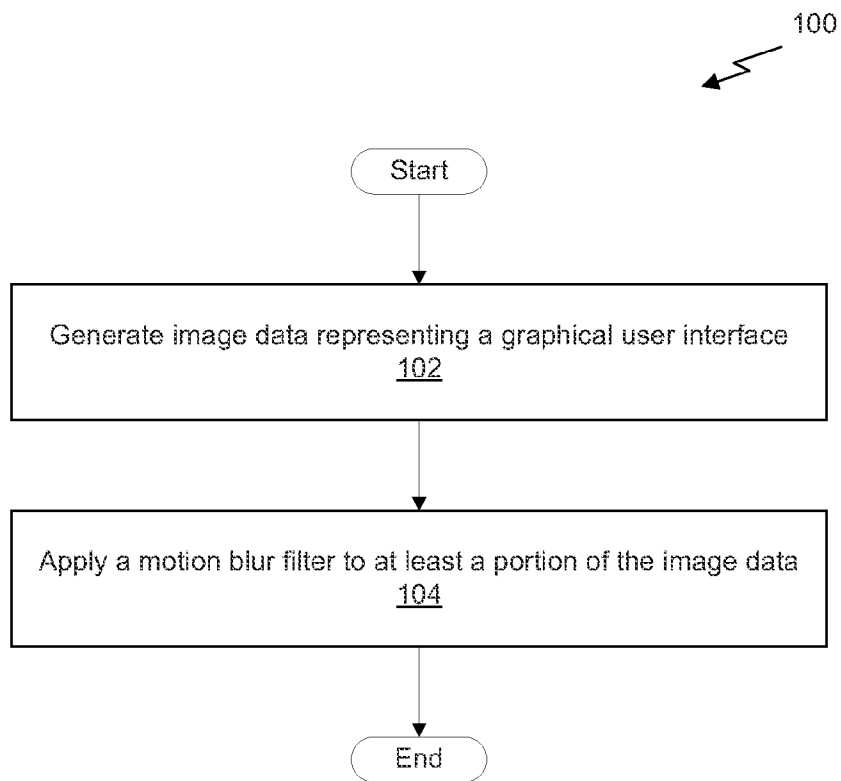 100
Start
Generate image data representing a graphical user interface
102
Apply a motion blur filter to at least a portion of the image data
104
End